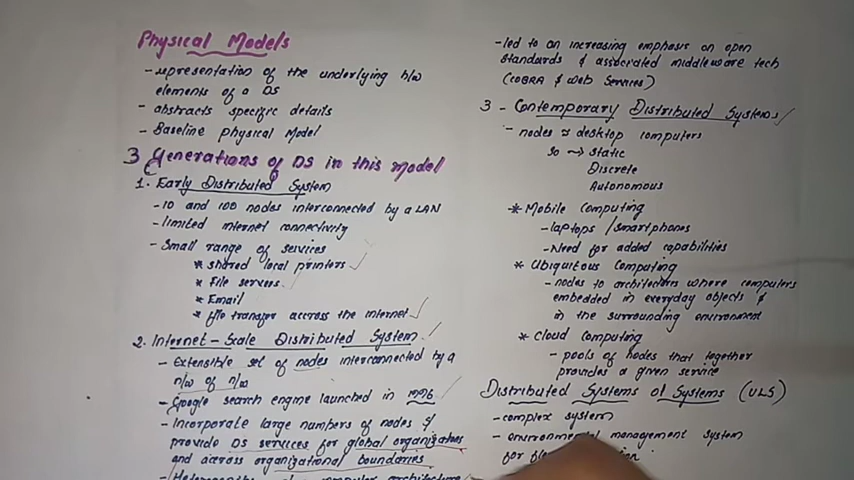 Physical Models
- representation of the underlying h/w
elements of a DS
- abstracts specific details
- Baseline physical Model
3 Generations of DS in this model
1. Early Distributed System
- 10 and 100 nodes interconnected by a LAN
- limited internet connectivity
- Small range of services
* shared local printers
* File servers
* Email
* file transfer accross the internet
2. Internet-Scale Distributed System
- Extensible set of nodes interconnected by a
n/w of n/w
- Google search engine launched in 1996
- Incorporate large numbers of nodes &
provide DS services for global organizations
and across organizational boundaries
- computer architecture
- led to an increasing emphasis on open
standards & associated middleware tech
(COBRA & Web Services)
3 - Contemporary Distributed Systems
- nodes ≈ desktop computers
So → Static
Discrete
Autonomous
* Mobile Computing
- laptops / smartphones
- Need for added capabilities
* Ubiquitous Computing
- nodes to architecture where computers
embedded in everyday objects &
in the surrounding environment
* Cloud Computing
- pools of nodes that together
provides a given service
Distributed Systems of Systems (ULS)
- complex system
- environmental management system
for